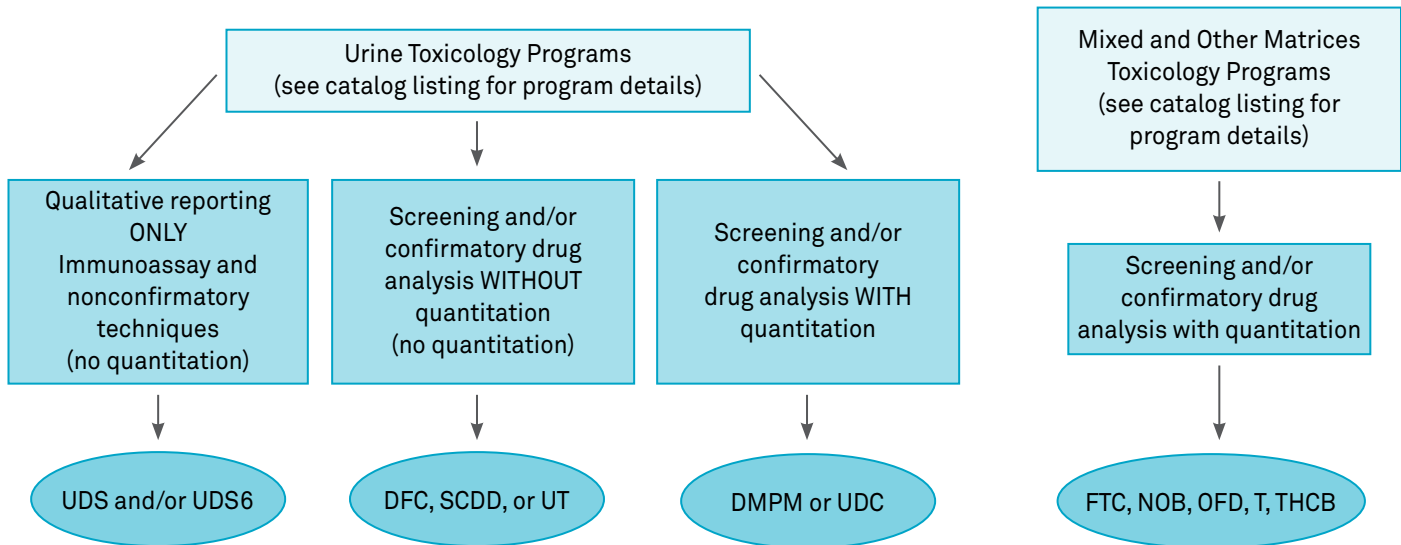 Urine Toxicology Programs
(see catalog listing for program details)
Mixed and Other Matrices
Toxicology Programs
(see catalog listing for
program details)
Qualitative reporting
ONLY
Immunoassay and
nonconfirmatory
techniques
(no quantitation)
Screening and/or
confirmatory drug
analysis WITHOUT
quantitation
(no quantitation)
Screening and/or
confirmatory
drug analysis WITH
quantitation
Screening and/or
confirmatory drug
analysis with quantitation
UDS and/or UDS6
DFC, SCDD, or UT
DMPM or UDC
FTC, NOB, OFD, T, THCB